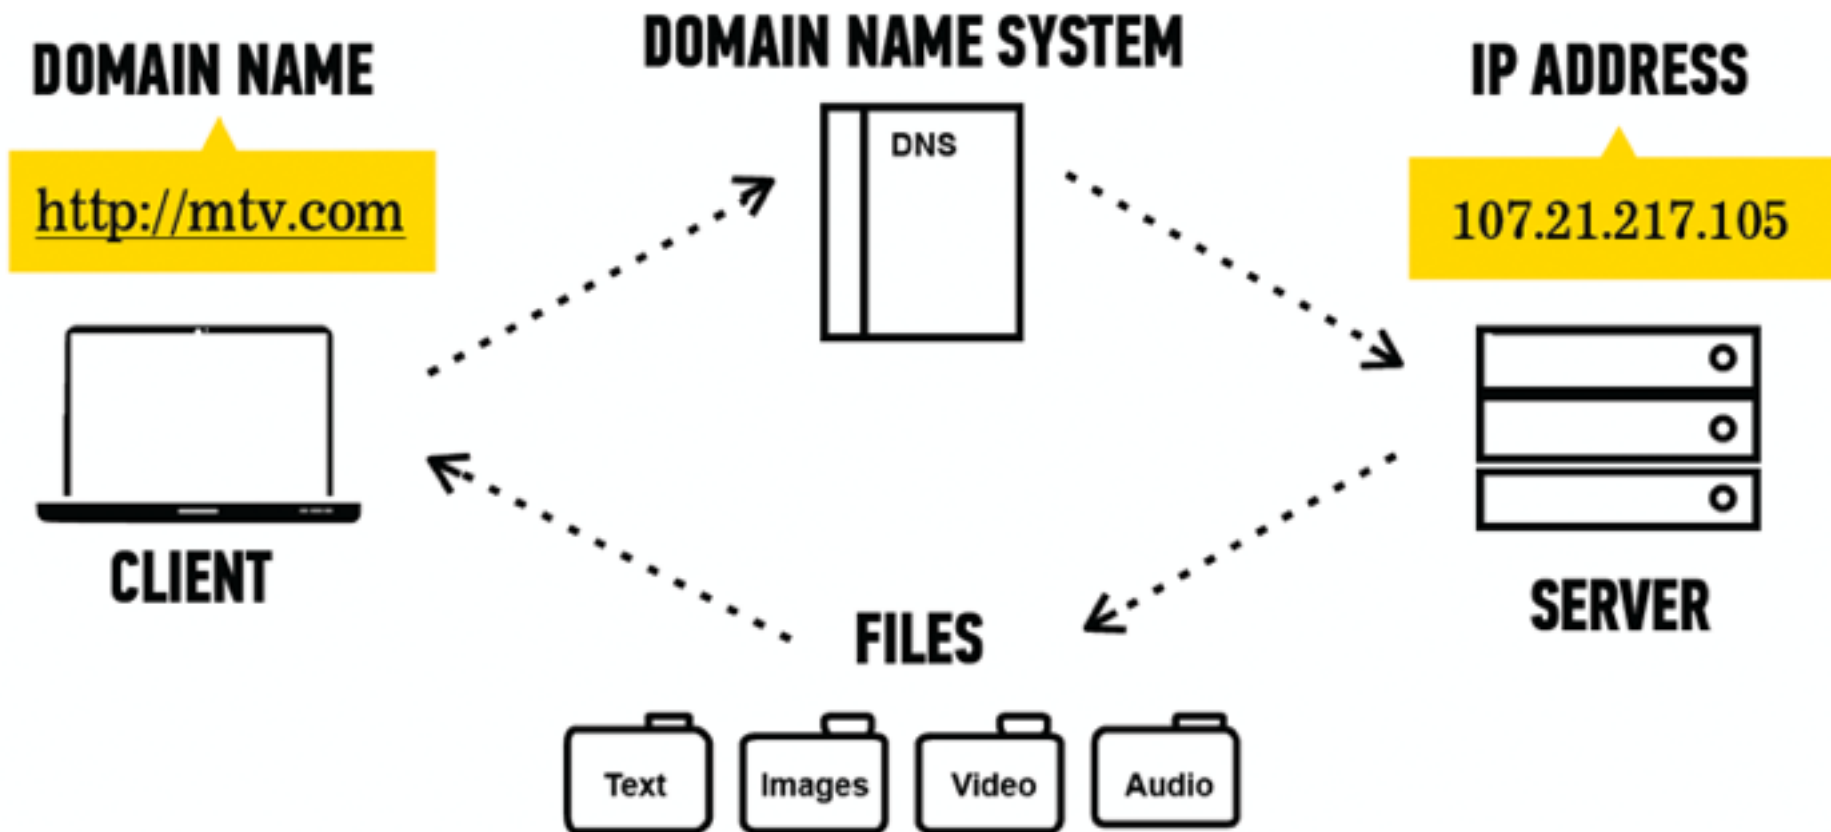 DOMAIN NAME SYSTEM
DOMAIN NAME
IP ADDRESS
DNS
http://mtv.com
107.21.217.105
CLIENT
SERVER
FILES
Text
Images
Video
Audio